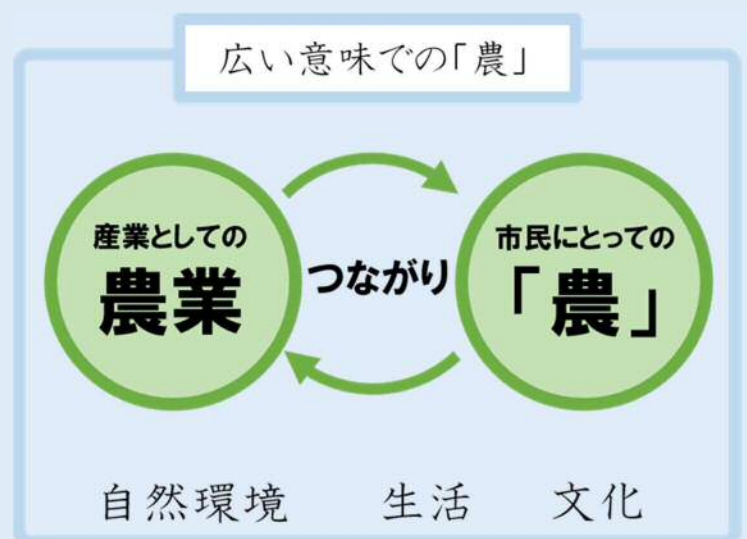 広い意味での「農」
産業としての
農業
つながり
市民にとっての
「農」
自然環境 生活 文化